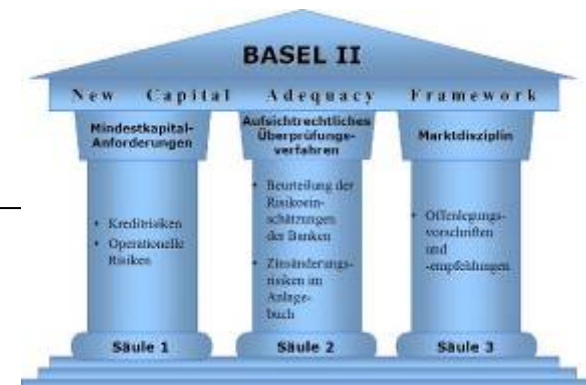 BASEL II
New Capital Adequacy Framework
Mindestkapital-
Anforderungen
• Kreditrisiken
• Operationelle
Risiken
Säule 1
Aufsichtrechtliches
Überprüfungs-
verfahren
• Beurteilung der
Risikoein-
schätzungen
der Banken
• Zinsänderungs-
risiken im
Anlage-
buch
Säule 2
Marktdisziplin
• Offenlegungs-
vorschriften
und
-empfehlungen
Säule 3